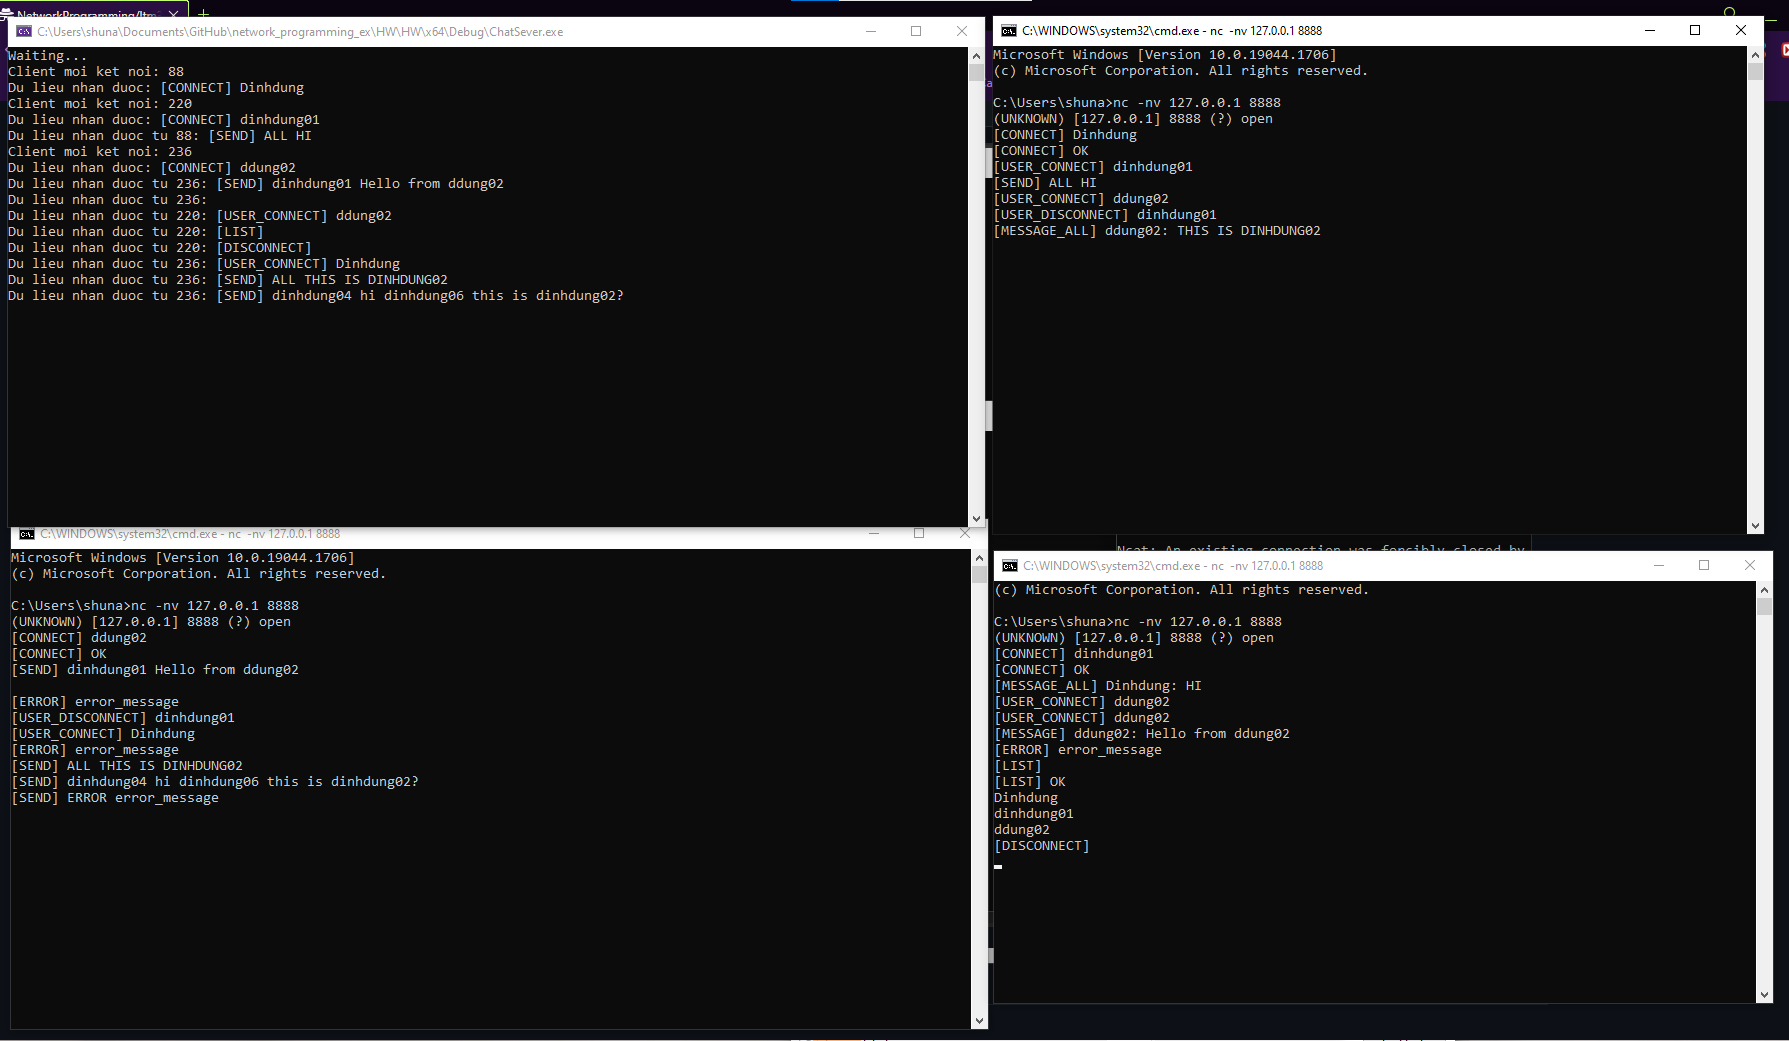 NetworkProgramming/ltm
C:\Users\shuna\Documents\GitHub\network_programming_ex\HW\HW\x64\Debug\ChatSever.exe
Waiting...
Client moi ket noi: 88
Du lieu nhan duoc: [CONNECT] Dinhdung
Client moi ket noi: 220
Du lieu nhan duoc: [CONNECT] dinhdung01
Du lieu nhan duoc tu 88: [SEND] ALL HI
Client moi ket noi: 236
Du lieu nhan duoc: [CONNECT] ddung02
Du lieu nhan duoc tu 236: [SEND] dinhdung01 Hello from ddung02
Du lieu nhan duoc tu 236:
Du lieu nhan duoc tu 220: [USER_CONNECT] ddung02
Du lieu nhan duoc tu 220: [LIST]
Du lieu nhan duoc tu 220: [DISCONNECT]
Du lieu nhan duoc tu 236: [USER_CONNECT] Dinhdung
Du lieu nhan duoc tu 236: [SEND] ALL THIS IS DINHDUNG02
Du lieu nhan duoc tu 236: [SEND] dinhdung04 hi dinhdung06 this is dinhdung02?
C:\WINDOWS\system32\cmd.exe - nc -nv 127.0.0.1 8888
Microsoft Windows [Version 10.0.19044.1706]
(c) Microsoft Corporation. All rights reserved.
C:\Users\shuna>nc -nv 127.0.0.1 8888
(UNKNOWN) [127.0.0.1] 8888 (?) open
[CONNECT] Dinhdung
[CONNECT] OK
[USER_CONNECT] dinhdung01
[SEND] ALL HI
[USER_CONNECT] ddung02
[USER_DISCONNECT] dinhdung01
[MESSAGE_ALL] ddung02: THIS IS DINHDUNG02
C:\WINDOWS\system32\cmd.exe - nc -nv 127.0.0.1 8888
Microsoft Windows [Version 10.0.19044.1706]
(c) Microsoft Corporation. All rights reserved.
C:\Users\shuna>nc -nv 127.0.0.1 8888
(UNKNOWN) [127.0.0.1] 8888 (?) open
[CONNECT] ddung02
[CONNECT] OK
[SEND] dinhdung01 Hello from ddung02
[ERROR] error_message
[USER_DISCONNECT] dinhdung01
[USER_CONNECT] Dinhdung
[ERROR] error_message
[SEND] ALL THIS IS DINHDUNG02
[SEND] dinhdung04 hi dinhdung06 this is dinhdung02?
[SEND] ERROR error_message
Ncat: An existing connection was forcibly closed by
C:\WINDOWS\system32\cmd.exe - nc -nv 127.0.0.1 8888
(c) Microsoft Corporation. All rights reserved.
C:\Users\shuna>nc -nv 127.0.0.1 8888
(UNKNOWN) [127.0.0.1] 8888 (?) open
[CONNECT] dinhdung01
[CONNECT] OK
[MESSAGE_ALL] Dinhdung: HI
[USER_CONNECT] ddung02
[USER_CONNECT] ddung02
[MESSAGE] ddung02: Hello from ddung02
[ERROR] error_message
[LIST]
[LIST] OK
Dinhdung
dinhdung01
ddung02
[DISCONNECT]